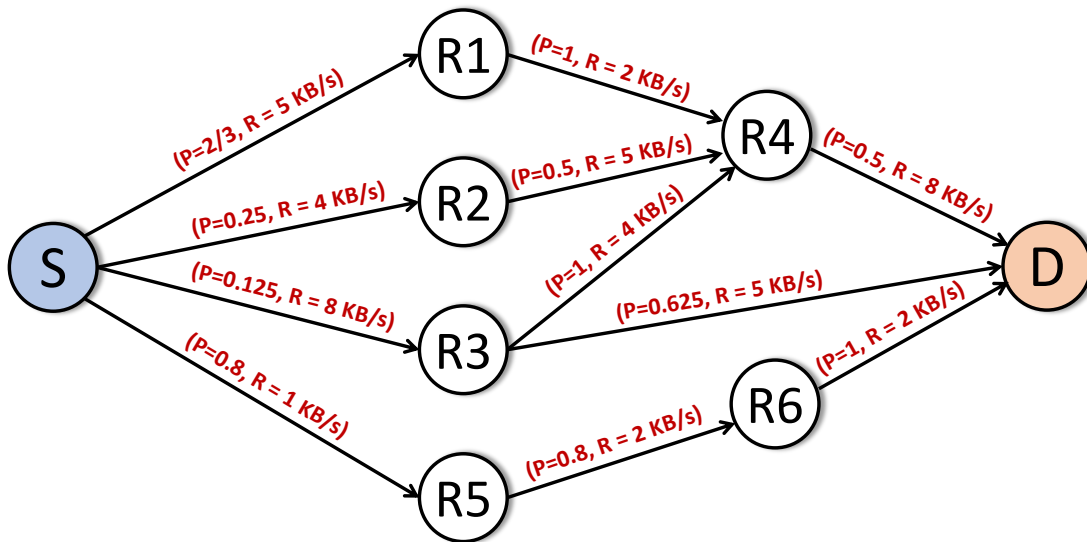 R1
(P=1, R = 2 KB/s)
(P=2/3, R = 5 KB/s)
R4
(P=0.5, R = 5 KB/s)
(P=0.5, R = 8 KB/s)
R2
(P=0.25, R = 4 KB/s)
(P=1, R = 4 KB/s)
S
D
(P=0.125, R = 8 KB/s)
(P=0.625, R = 5 KB/s)
R3
(P=1, R = 2 KB/s)
(P=0.8, R = 1 KB/s)
R6
(P=0.8, R = 2 KB/s)
R5